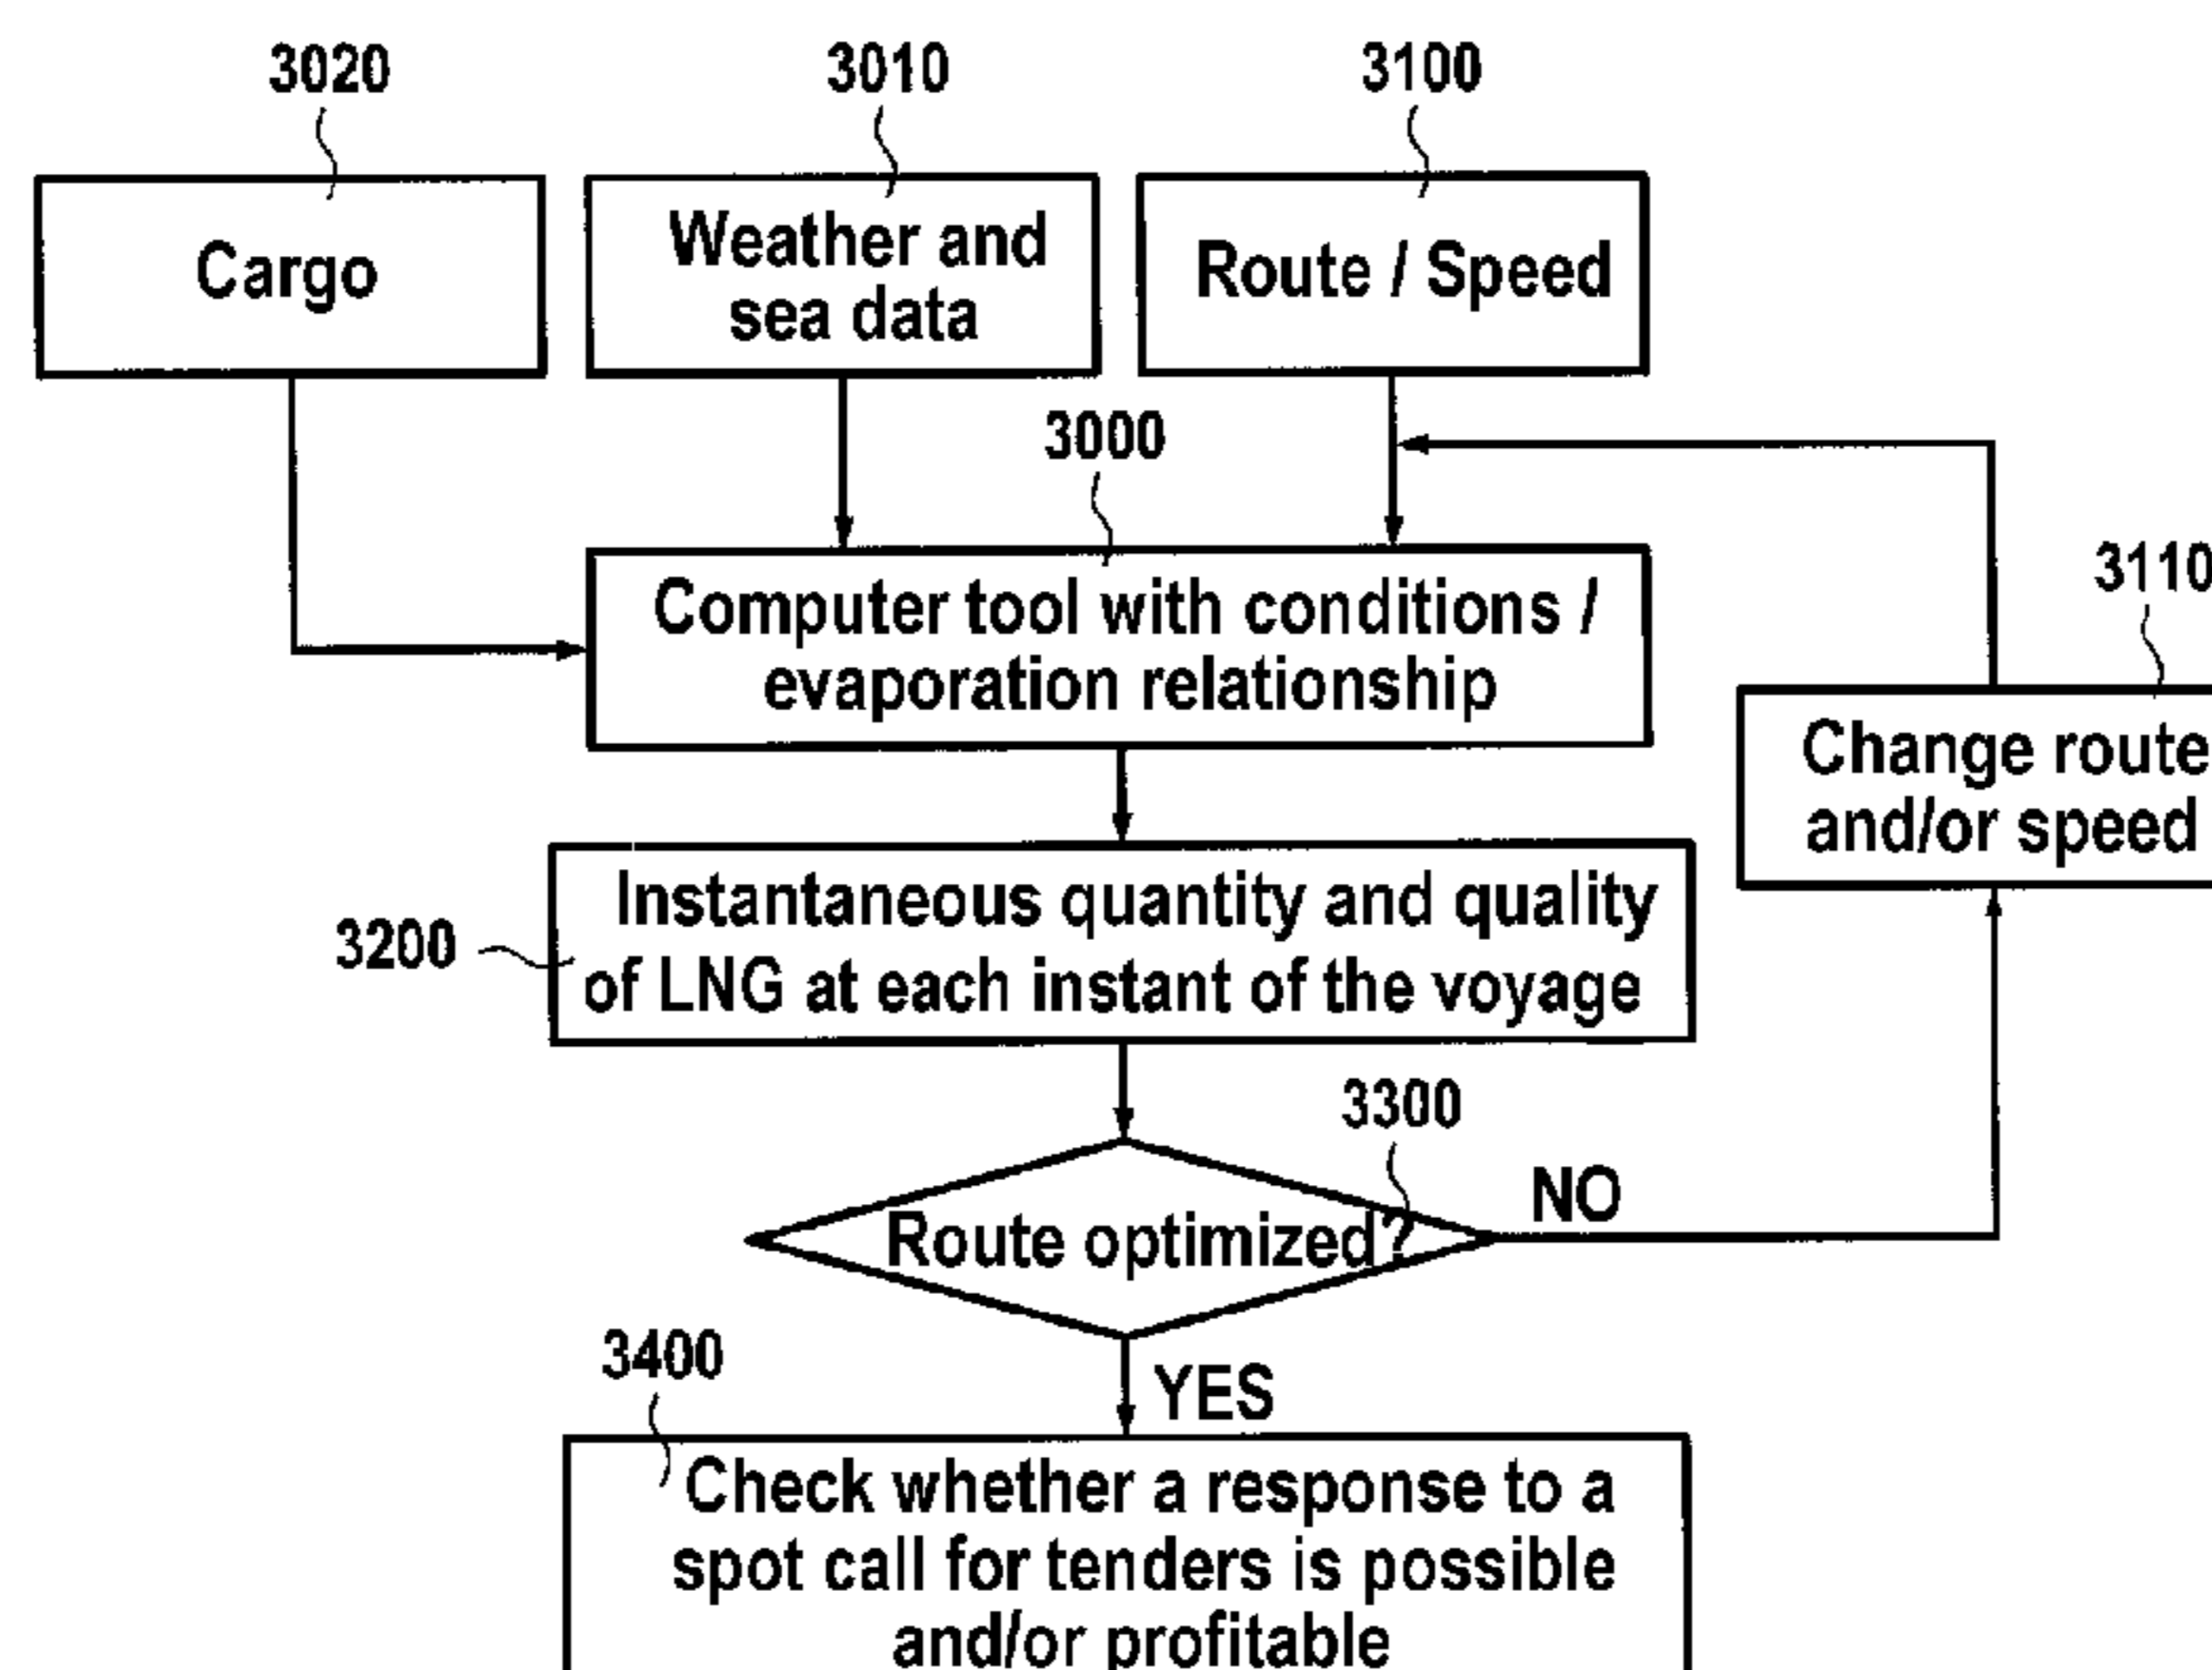 3020
3010
3100
Cargo
Weather and
sea data
Route / Speed
3000
Computer tool with conditions /
evaporation relationship
3110
Change route
and/or speed
3200
Instantaneous quantity and quality
of LNG at each instant of the voyage
3300
Route optimized?
NO
YES
3400
Check whether a response to a
spot call for tenders is possible
and/or profitable